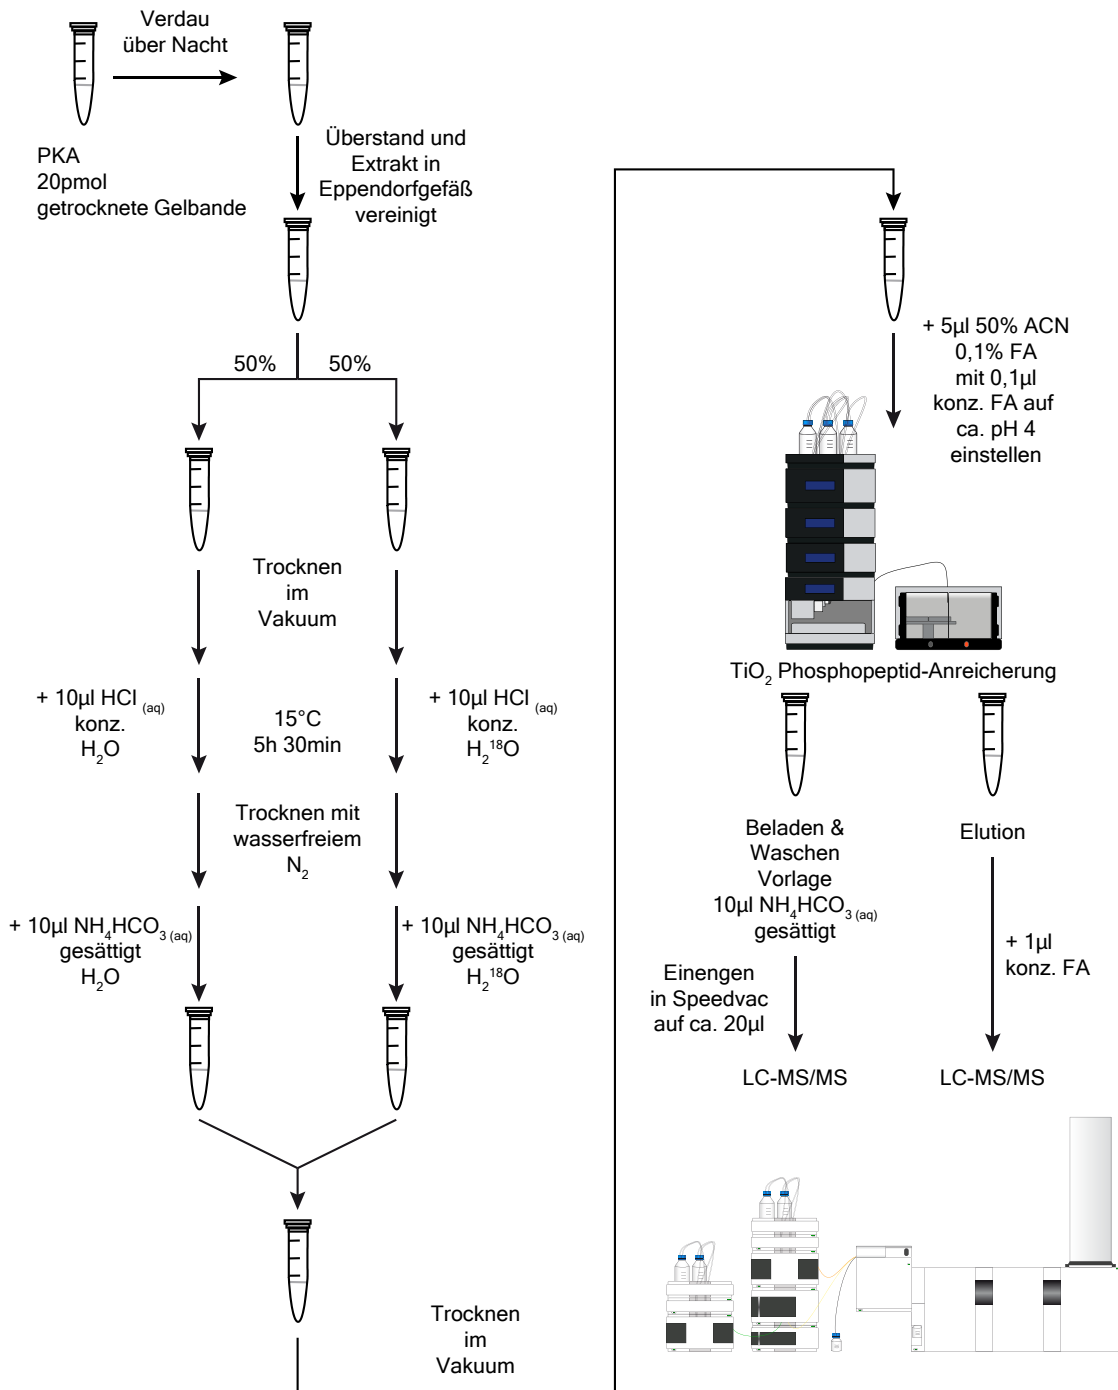 Verdau
über Nacht
PKA
20pmol
getrocknete Gelbande
Überstand und
Extrakt in
Eppendorfgefäß
vereinigt
50%
50%
Trocknen
im
Vakuum
+ 10µl HCl (aq)
konz.
H₂O
15°C
5h 30min
+ 10µl HCl (aq)
konz.
H₂¹⁸O
Trocknen mit
wasserfreiem
N₂
+ 10µl NH₄HCO₃ (aq)
gesättigt
H₂O
+ 10µl NH₄HCO₃ (aq)
gesättigt
H₂¹⁸O
Trocknen
im
Vakuum
+ 5µl 50% ACN
0,1% FA
mit 0,1µl
konz. FA auf
ca. pH 4
einstellen
TiO₂ Phosphopeptid-Anreicherung
Beladen &
Waschen
Vorlage
10µl NH₄HCO₃ (aq)
gesättigt
Elution
Einengen
in Speedvac
auf ca. 20µl
+ 1µl
konz. FA
LC-MS/MS
LC-MS/MS